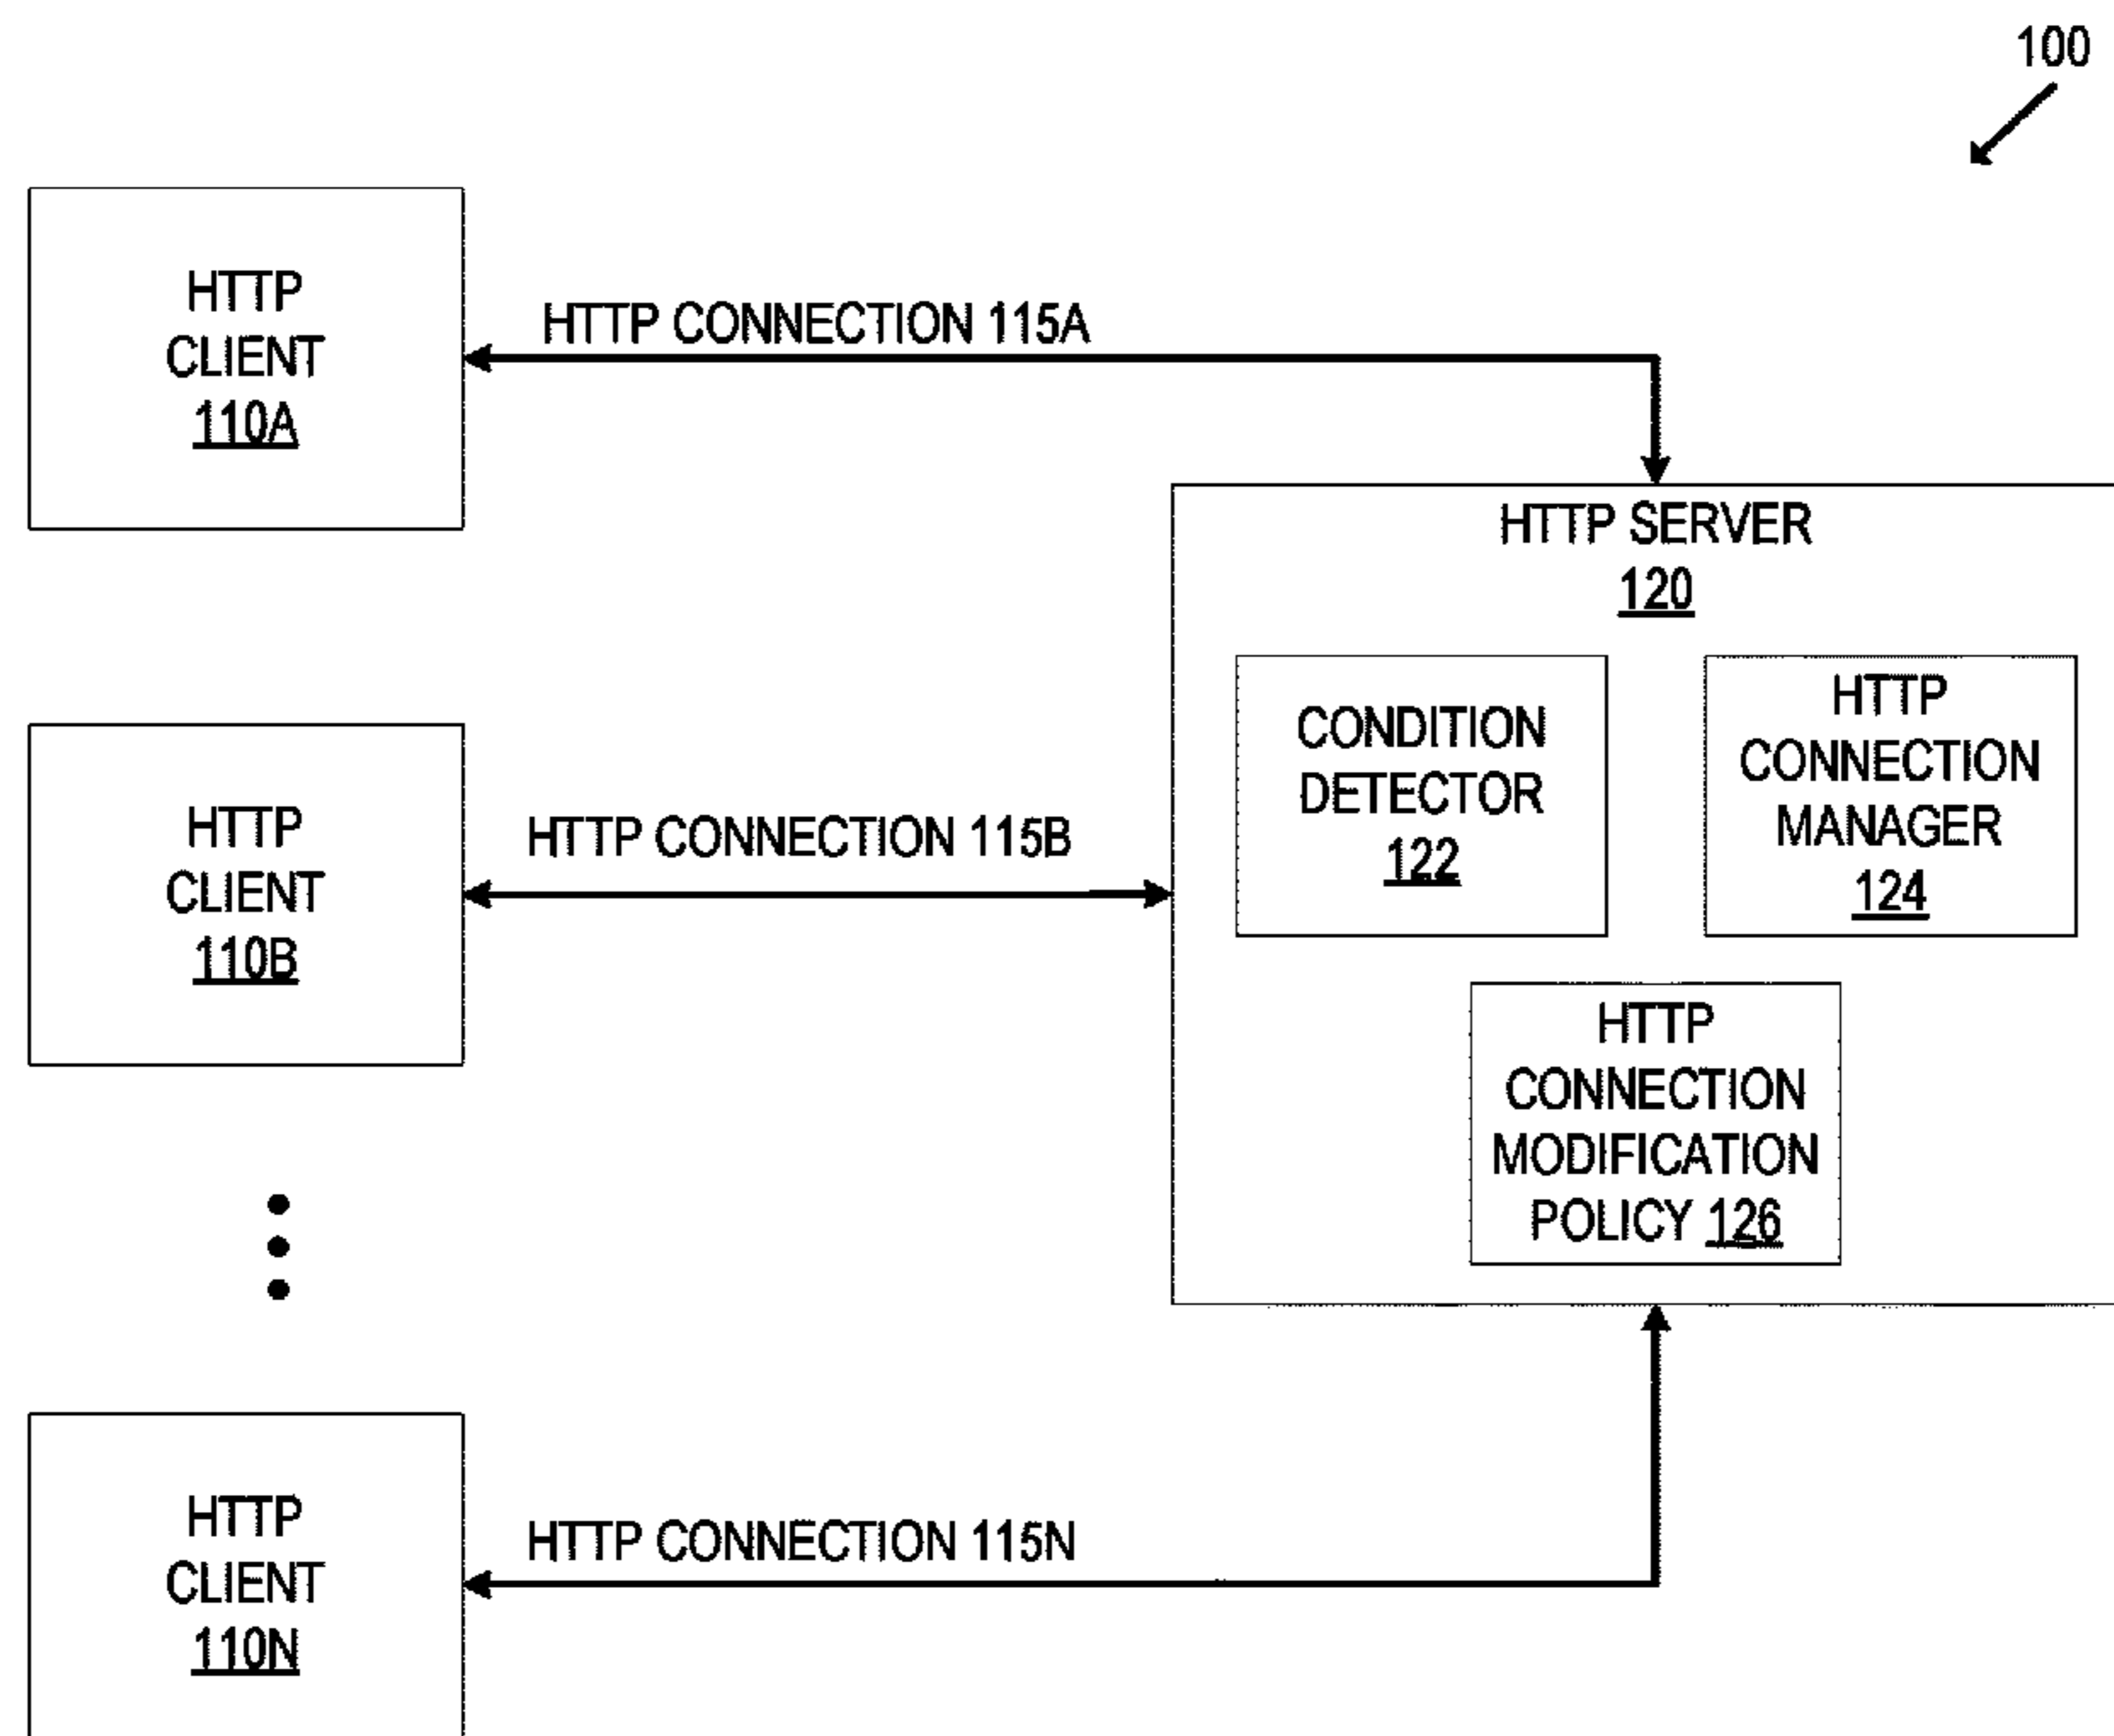 100
HTTP
CLIENT
110A
HTTP CONNECTION 115A
HTTP SERVER
120
CONDITION
DETECTOR
122
HTTP
CONNECTION
MANAGER
124
HTTP
CONNECTION
MODIFICATION
POLICY 126
HTTP
CLIENT
110B
HTTP CONNECTION 115B
HTTP
CLIENT
110N
HTTP CONNECTION 115N